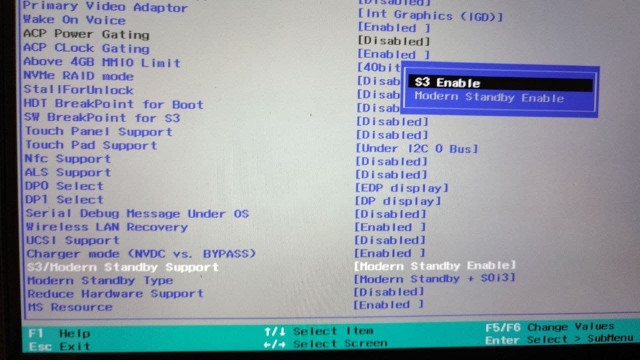 Primary Video Adaptor [Int Graphics (IGD)]
Wake On Voice [Enabled ]
ACP Power Gating [Disabled]
ACP CLock Gating [Enabled ]
Above 4GB MMIO Limit [40bit
NVMe RAID mode [Disab
StallForUnlock [Disab
HDT BreakPoint for Boot [Disab
SW BreakPoint for S3 [Disabled]
Touch Panel Support [Disabled]
Touch Pad Support [Under I2C 0 Bus]
Nfc Support [Disabled]
ALS Support [Disabled]
DP0 Select [EDP display]
DP1 Select [DP display]
Serial Debug Message Under OS [Disabled]
Wireless LAN Recovery [Enabled ]
UCSI Support [Disabled]
Charger mode (NVDC vs. BYPASS) [Enabled ]
S3/Modern Standby Support [Modern Standby Enable]
Modern Standby Type [Modern Standby + S0i3]
Reduce Hardware Support [Disabled]
MS Resource [Enabled ]
S3 Enable
Modern Standby Enable
F1 Help ↑/↓ Select Item F5/F6 Change Values
Esc Exit ←/→ Select Screen Enter Select > SubMenu